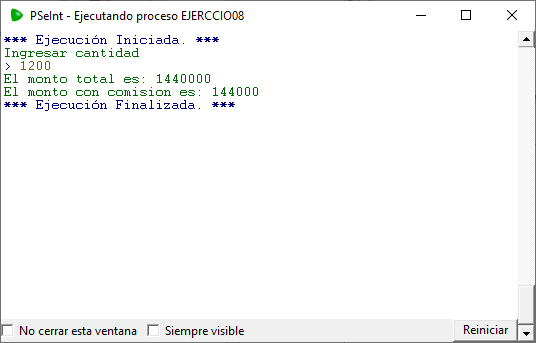 PSeInt - Ejecutando proceso EJERCCIO08
*** Ejecución Iniciada. ***
Ingresar cantidad
> 1200
El monto total es: 1440000
El monto con comision es: 144000
*** Ejecución Finalizada. ***
No cerrar esta ventana Siempre visible Reiniciar